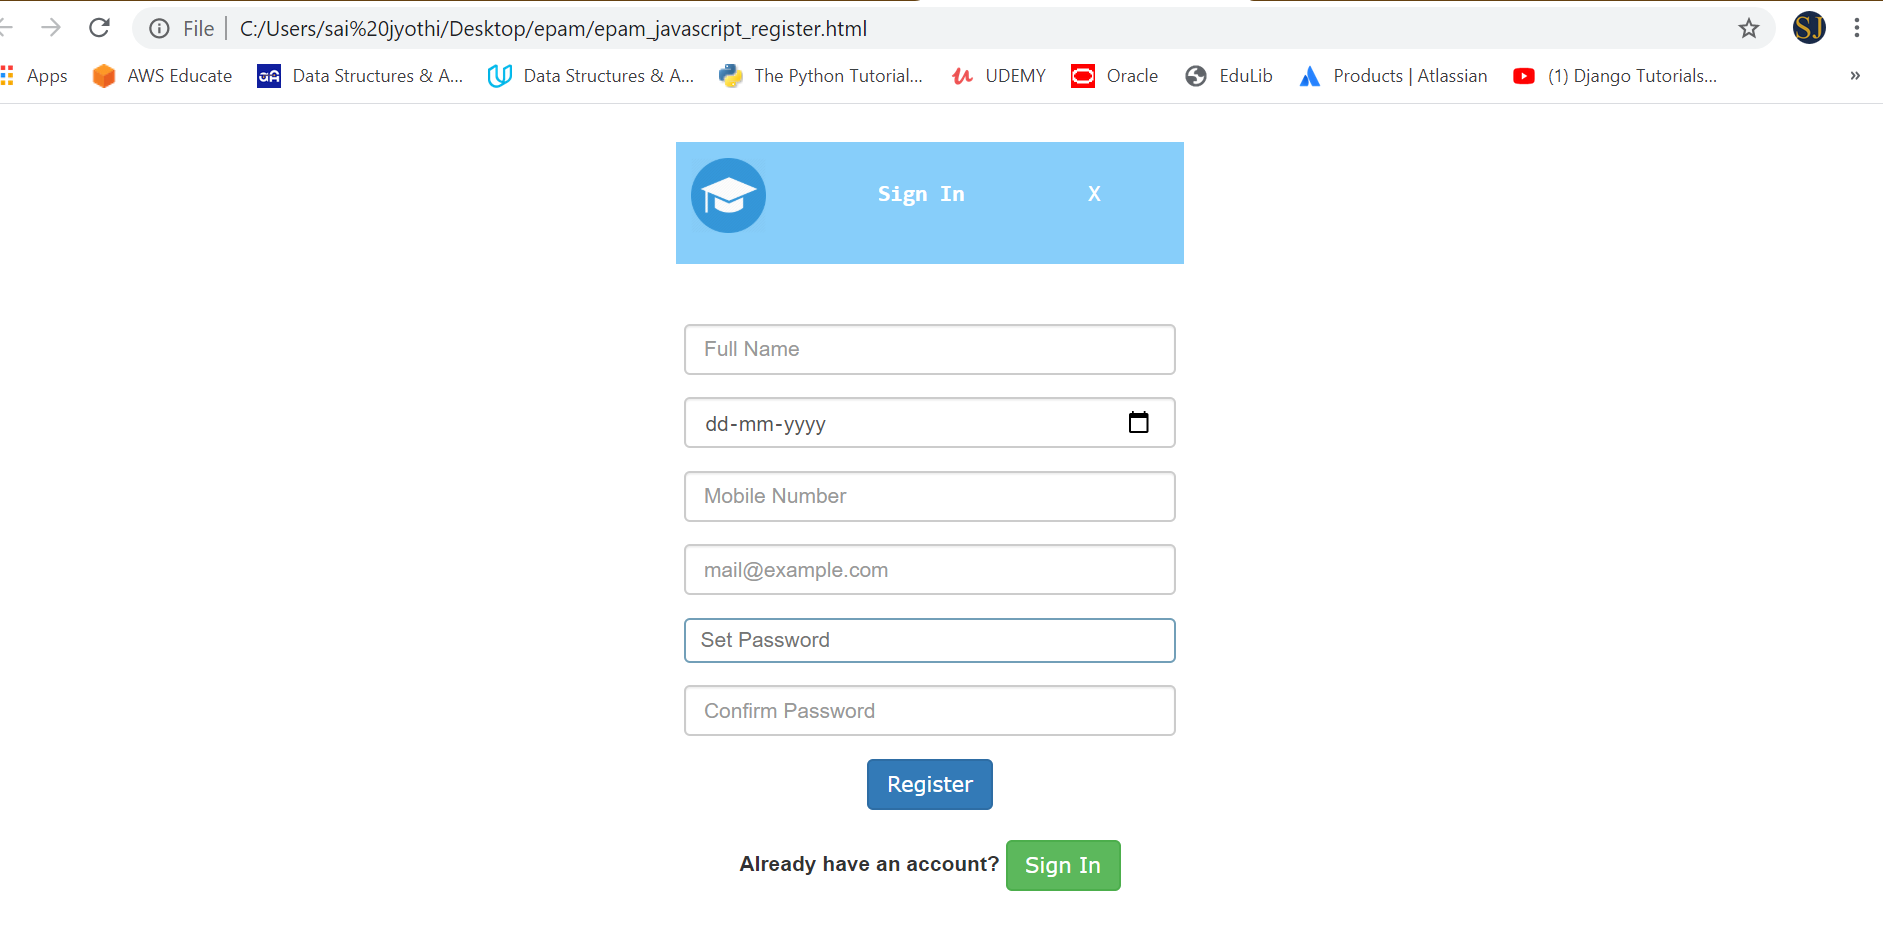 File | C:/Users/sai%20jyothi/Desktop/epam/epam_javascript_register.html SJ
Apps AWS Educate Data Structures & A... Data Structures & A... The Python Tutorial... UDEMY Oracle EduLib Products | Atlassian (1) Django Tutorials... »
Sign In X
Full Name
dd-mm-yyyy
Mobile Number
mail@example.com
Set Password
Confirm Password
Register
Already have an account? Sign In